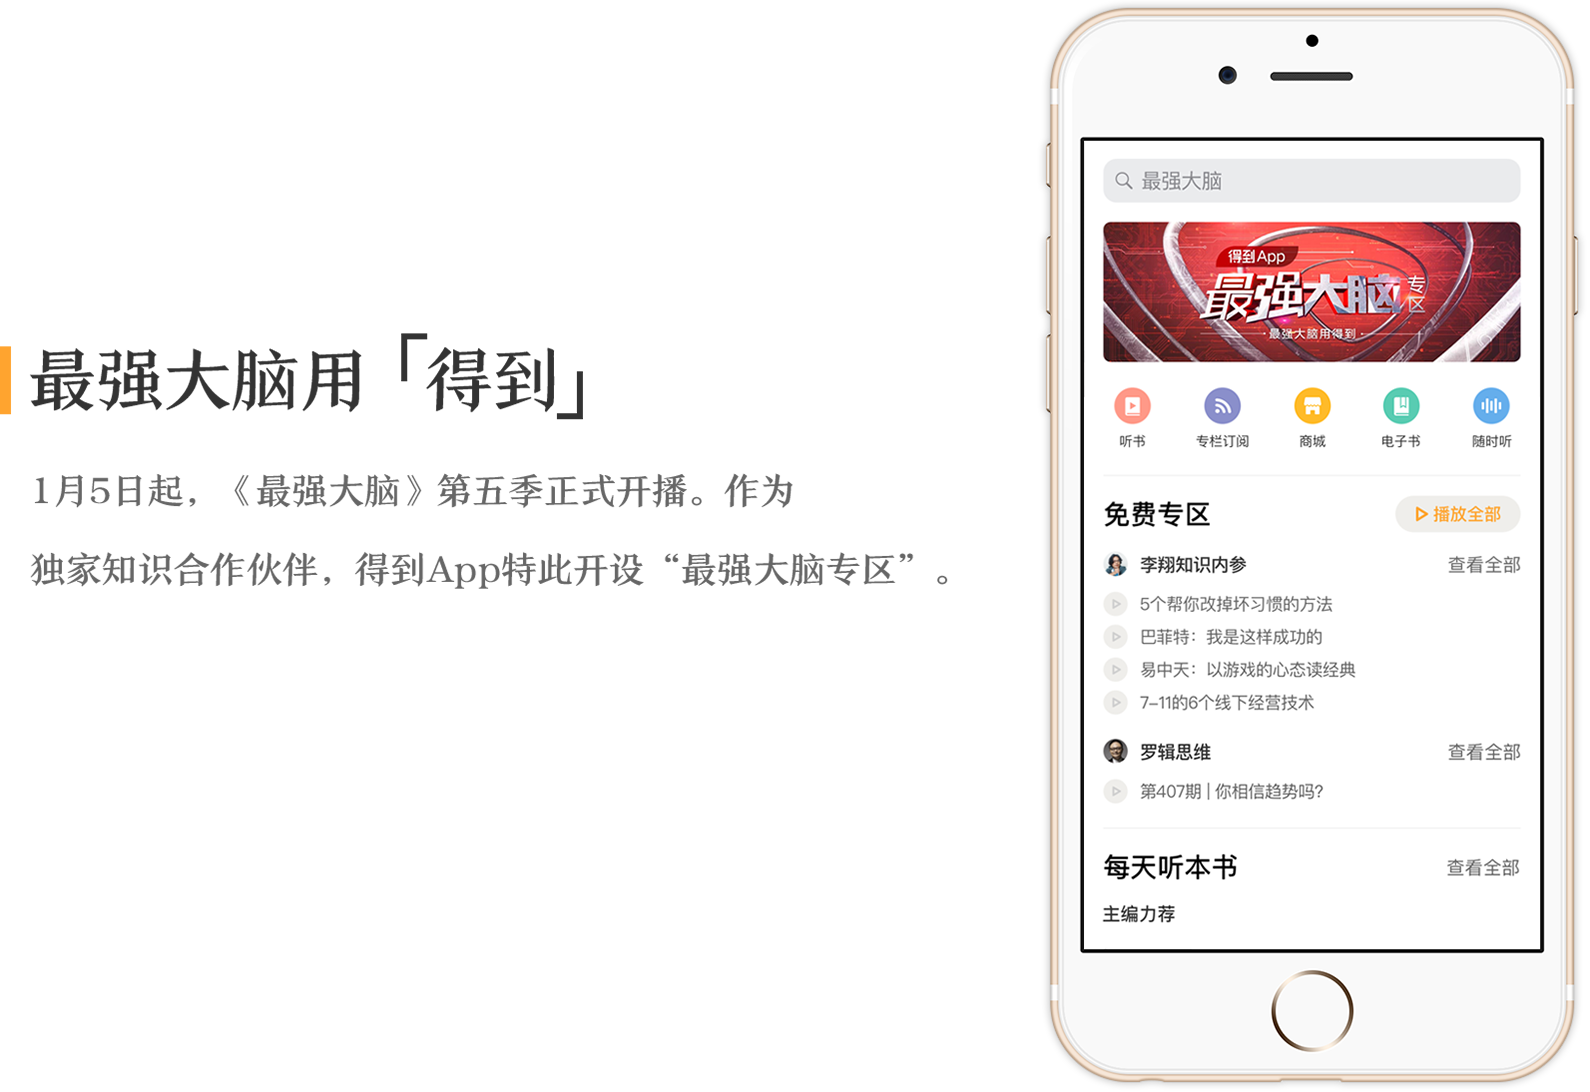 最强大脑用「得到」
1月5日起，《最强大脑》第五季正式开播。作为
独家知识合作伙伴，得到App特此开设“最强大脑专区”。
最强大脑
得到App
最强大脑专区
最强大脑用得到
听书
专栏订阅
商城
电子书
随时听
免费专区
播放全部
李翔知识内参
查看全部
5个帮你改掉坏习惯的方法
巴菲特：我是这样成功的
易中天：以游戏的心态读经典
7-11的6个线下经营技术
罗辑思维
查看全部
第407期 | 你相信趋势吗?
每天听本书
查看全部
主编力荐